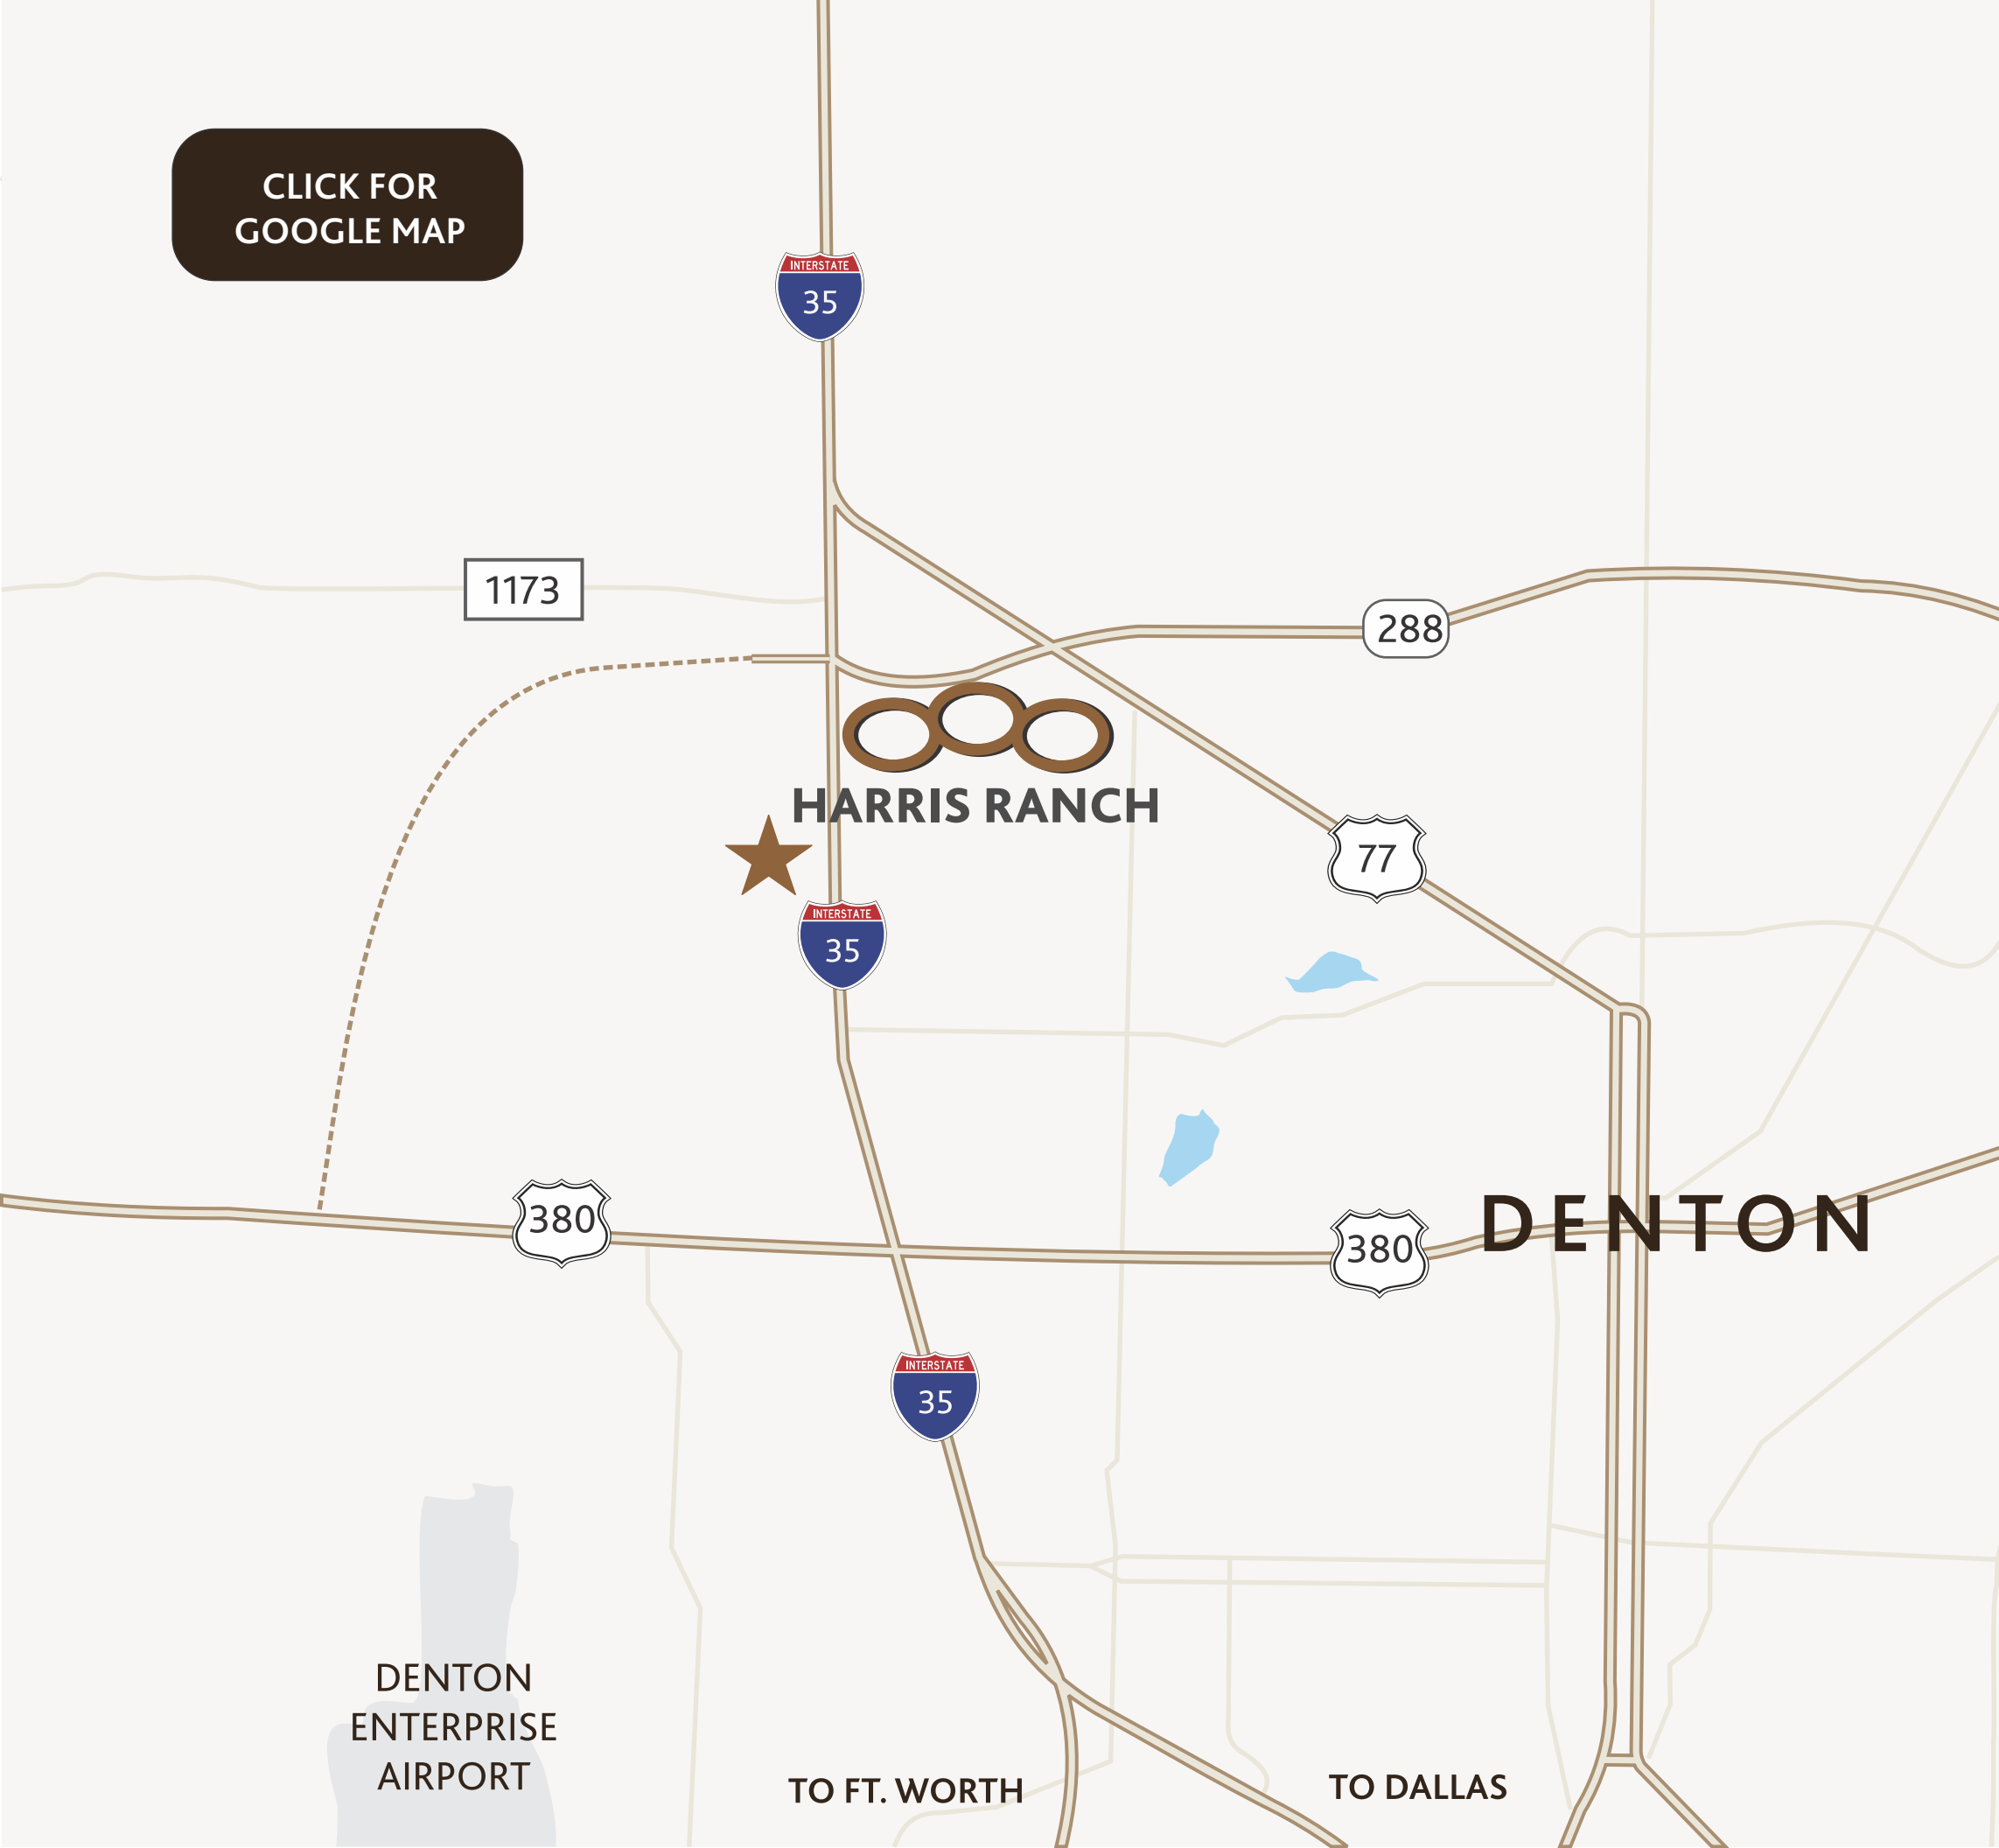 CLICK FOR
GOOGLE MAP
INTERSTATE
35
1173
288
HARRIS RANCH
77
INTERSTATE
35
380
DENTON
380
INTERSTATE
35
DENTON
ENTERPRISE
AIRPORT
TO FT. WORTH
TO DALLAS